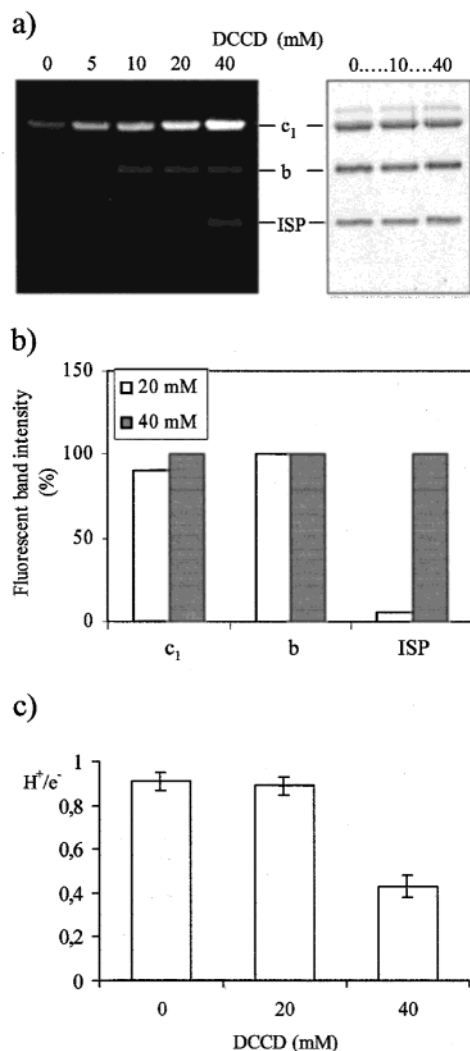 a)
DCCD (mM)
0 5 10 20 40
0.....10....40
c1
b
ISP
b)
150
100
50
0
Fluorescent band intensity
(%)
20 mM
40 mM
c1 b ISP
c)
H+/e-
1
0,8
0,6
0,4
0,2
0
0 20 40
DCCD (mM)